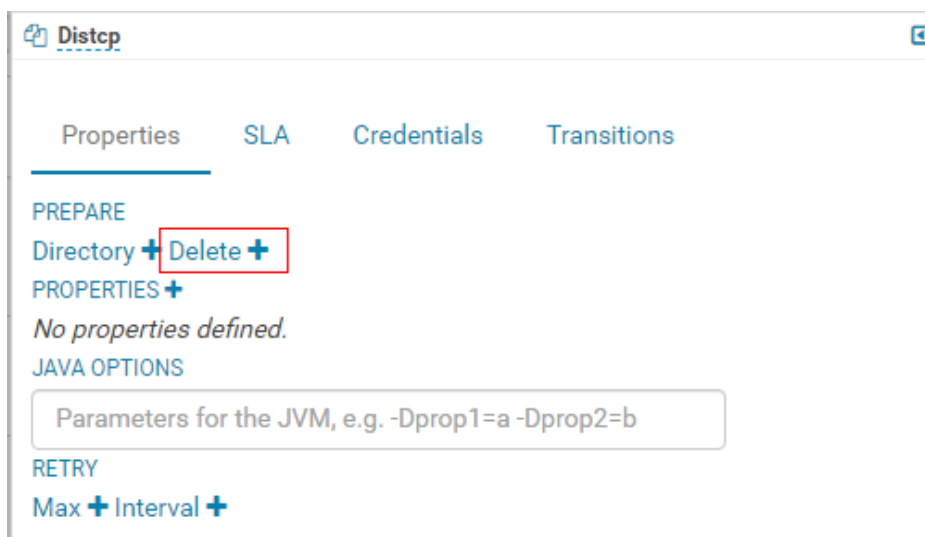 Distcp
Properties SLA Credentials Transitions
PREPARE
Directory + Delete +
PROPERTIES +
No properties defined.
JAVA OPTIONS
Parameters for the JVM, e.g. -Dprop1=a -Dprop2=b
RETRY
Max + Interval +